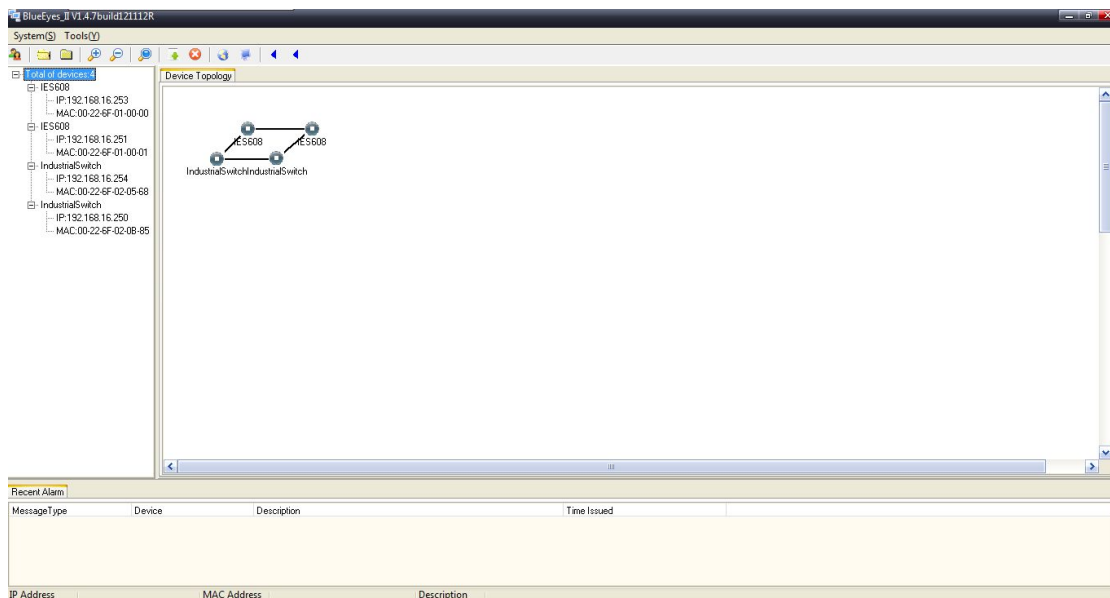 BlueEyes_II V1.4.7build121112R
System(S) Tools(Y)
Total of devices:4
IES608
IP:192.168.16.253
MAC:00-22-6F-01-00-00
IES608
IP:192.168.16.251
MAC:00-22-6F-01-00-01
IndustrialSwitch
IP:192.168.16.254
MAC:00-22-6F-02-05-68
IndustrialSwitch
IP:192.168.16.250
MAC:00-22-6F-02-0B-85
Device Topology
IES608 IES608
IndustrialSwitch IndustrialSwitch
Recent Alarm
MessageType Device Description Time Issued
IP Address MAC Address Description